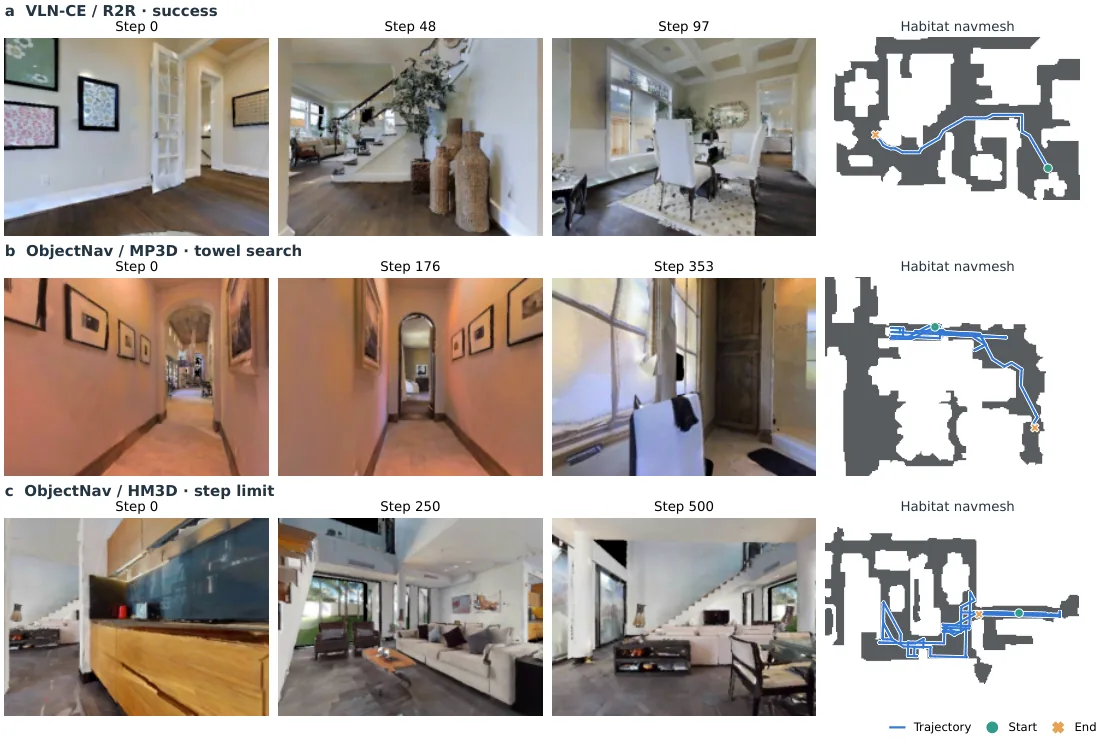 a VLN-CE / R2R · success
Step 0 Step 48 Step 97 Habitat navmesh
b ObjectNav / MP3D · towel search
Step 0 Step 176 Step 353 Habitat navmesh
c ObjectNav / HM3D · step limit
Step 0 Step 250 Step 500 Habitat navmesh
Trajectory Start End